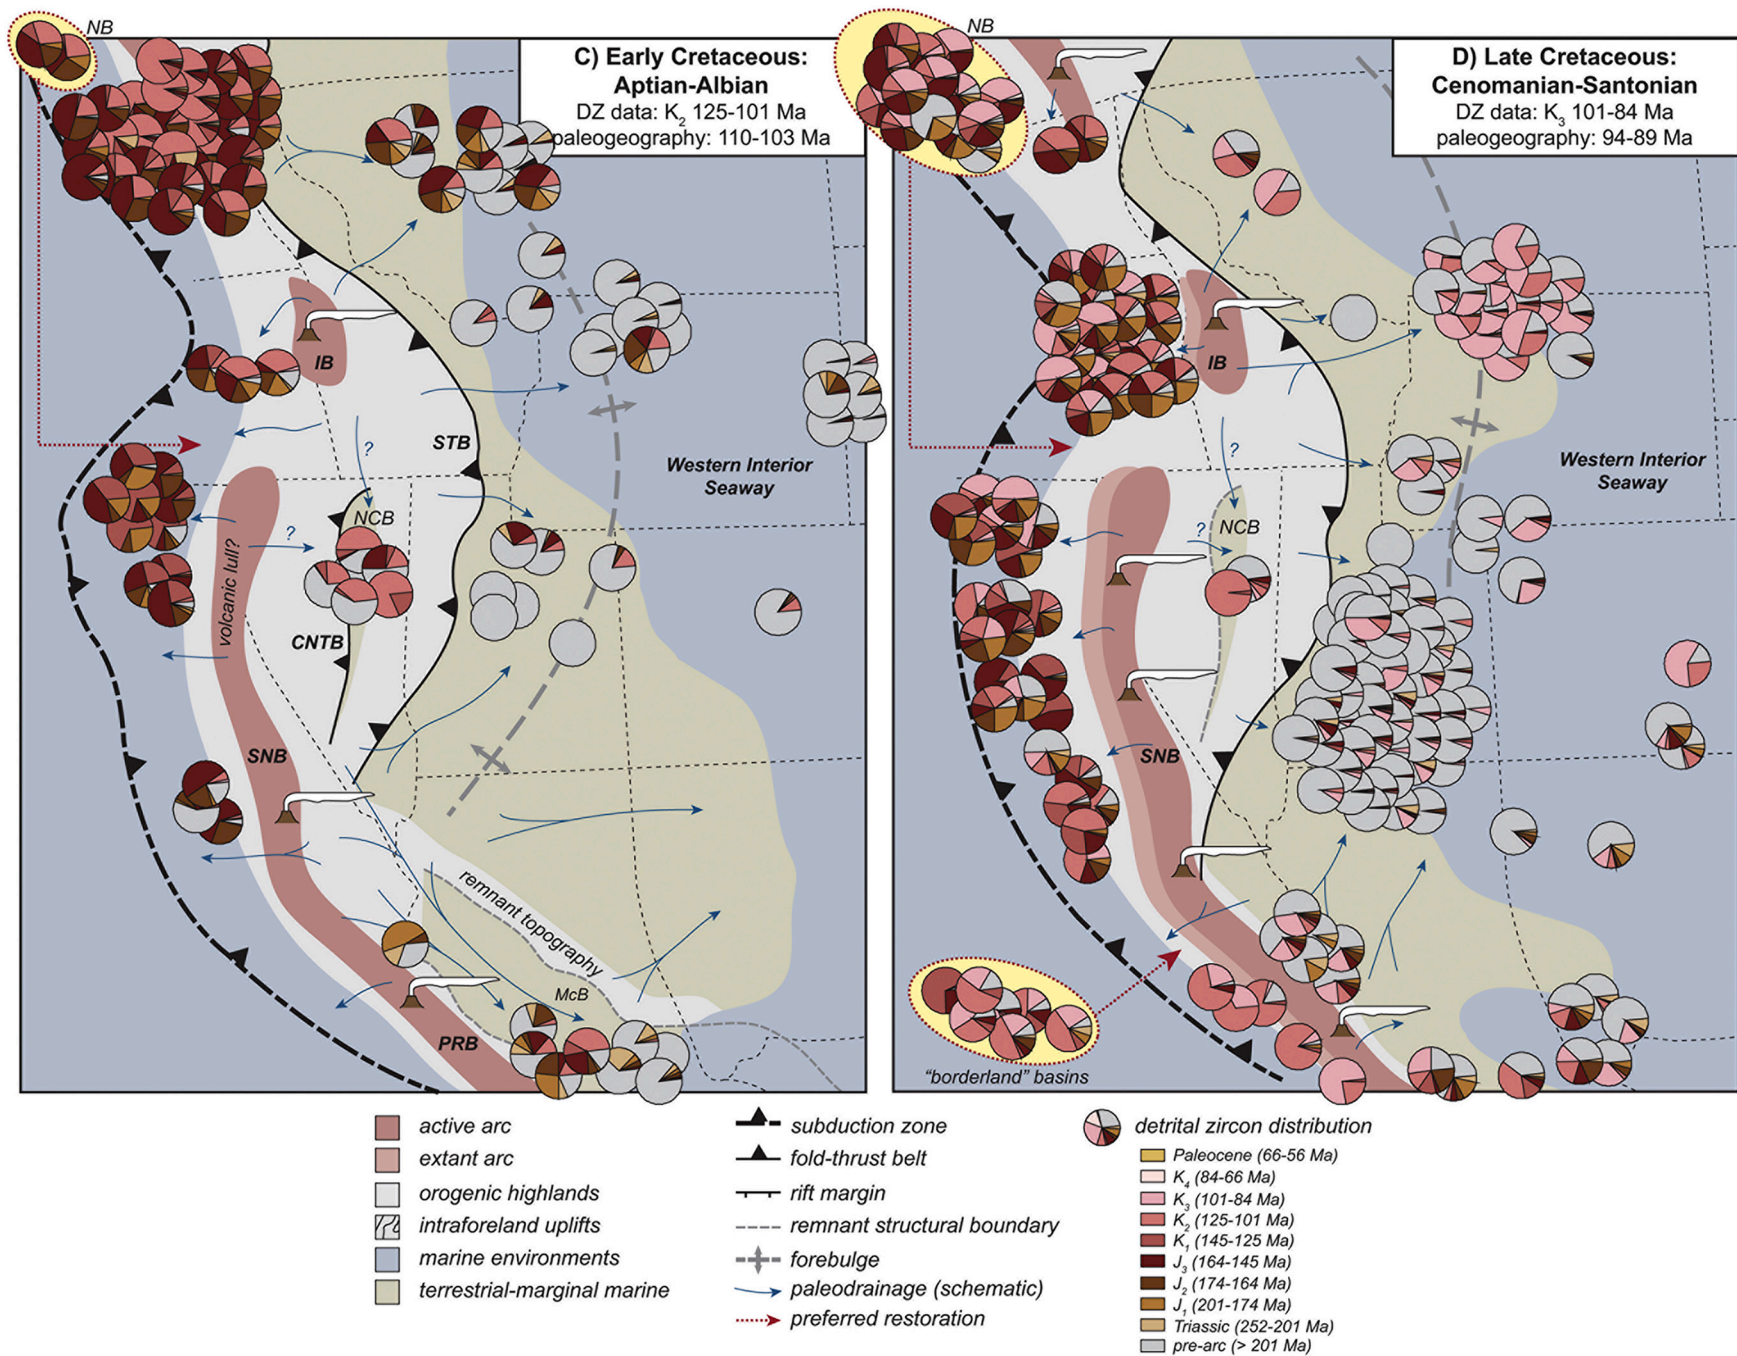 NB
C) Early Cretaceous:
Aptian-Albian
DZ data: K2 125-101 Ma
paleogeography: 110-103 Ma
IB
STB
?
Western Interior
Seaway
NCB
?
volcanic lull?
CNTB
SNB
remnant topography
McB
PRB
NB
D) Late Cretaceous:
Cenomanian-Santonian
DZ data: K3 101-84 Ma
paleogeography: 94-89 Ma
IB
?
Western Interior
Seaway
NCB
?
SNB
"borderland" basins
active arc
extant arc
orogenic highlands
intraforeland uplifts
marine environments
terrestrial-marginal marine
subduction zone
fold-thrust belt
rift margin
remnant structural boundary
forebulge
paleodrainage (schematic)
preferred restoration
detrital zircon distribution
Paleocene (66-56 Ma)
K4 (84-66 Ma)
K3 (101-84 Ma)
K2 (125-101 Ma)
K1 (145-125 Ma)
J3 (164-145 Ma)
J2 (174-164 Ma)
J1 (201-174 Ma)
Triassic (252-201 Ma)
pre-arc (> 201 Ma)